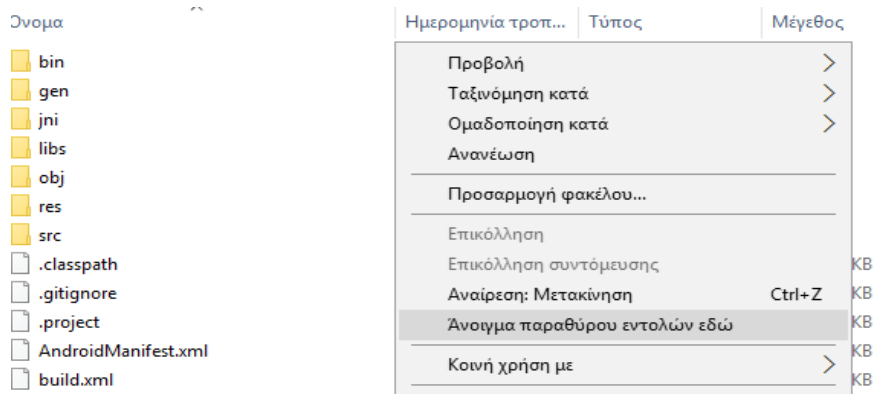 Όνομα
Ημερομηνία τροπ...
Τύπος
Μέγεθος
bin
gen
jni
libs
obj
res
src
.classpath
.gitignore
.project
AndroidManifest.xml
build.xml
Προβολή
Ταξινόμηση κατά
Ομαδοποίηση κατά
Ανανέωση
Προσαρμογή φακέλου...
Επικόλληση
Επικόλληση συντόμευσης
Αναίρεση: Μετακίνηση Ctrl+Z
Άνοιγμα παραθύρου εντολών εδώ
Κοινή χρήση με
KB
KB
KB
KB
KB